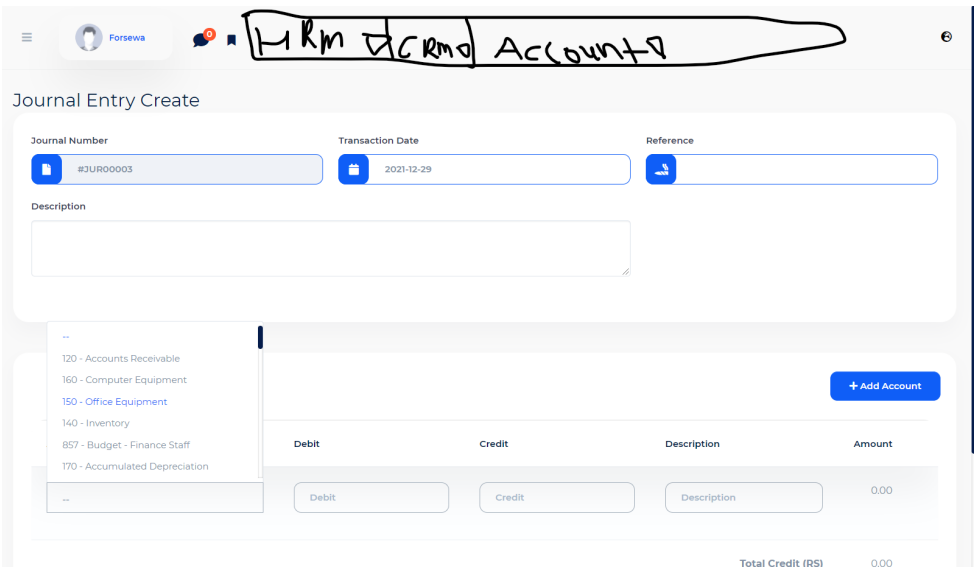 Forsewa
0
HRM CRM Account
Journal Entry Create
Journal Number
Transaction Date
Reference
#JUR00003
2021-12-29
Description
--
120 - Accounts Receivable
160 - Computer Equipment
+ Add Account
150 - Office Equipment
140 - Inventory
857 - Budget - Finance Staff
Debit
Credit
Description
Amount
170 - Accumulated Depreciation
--
Debit
Credit
Description
0.00
Total Credit (RS)
0.00